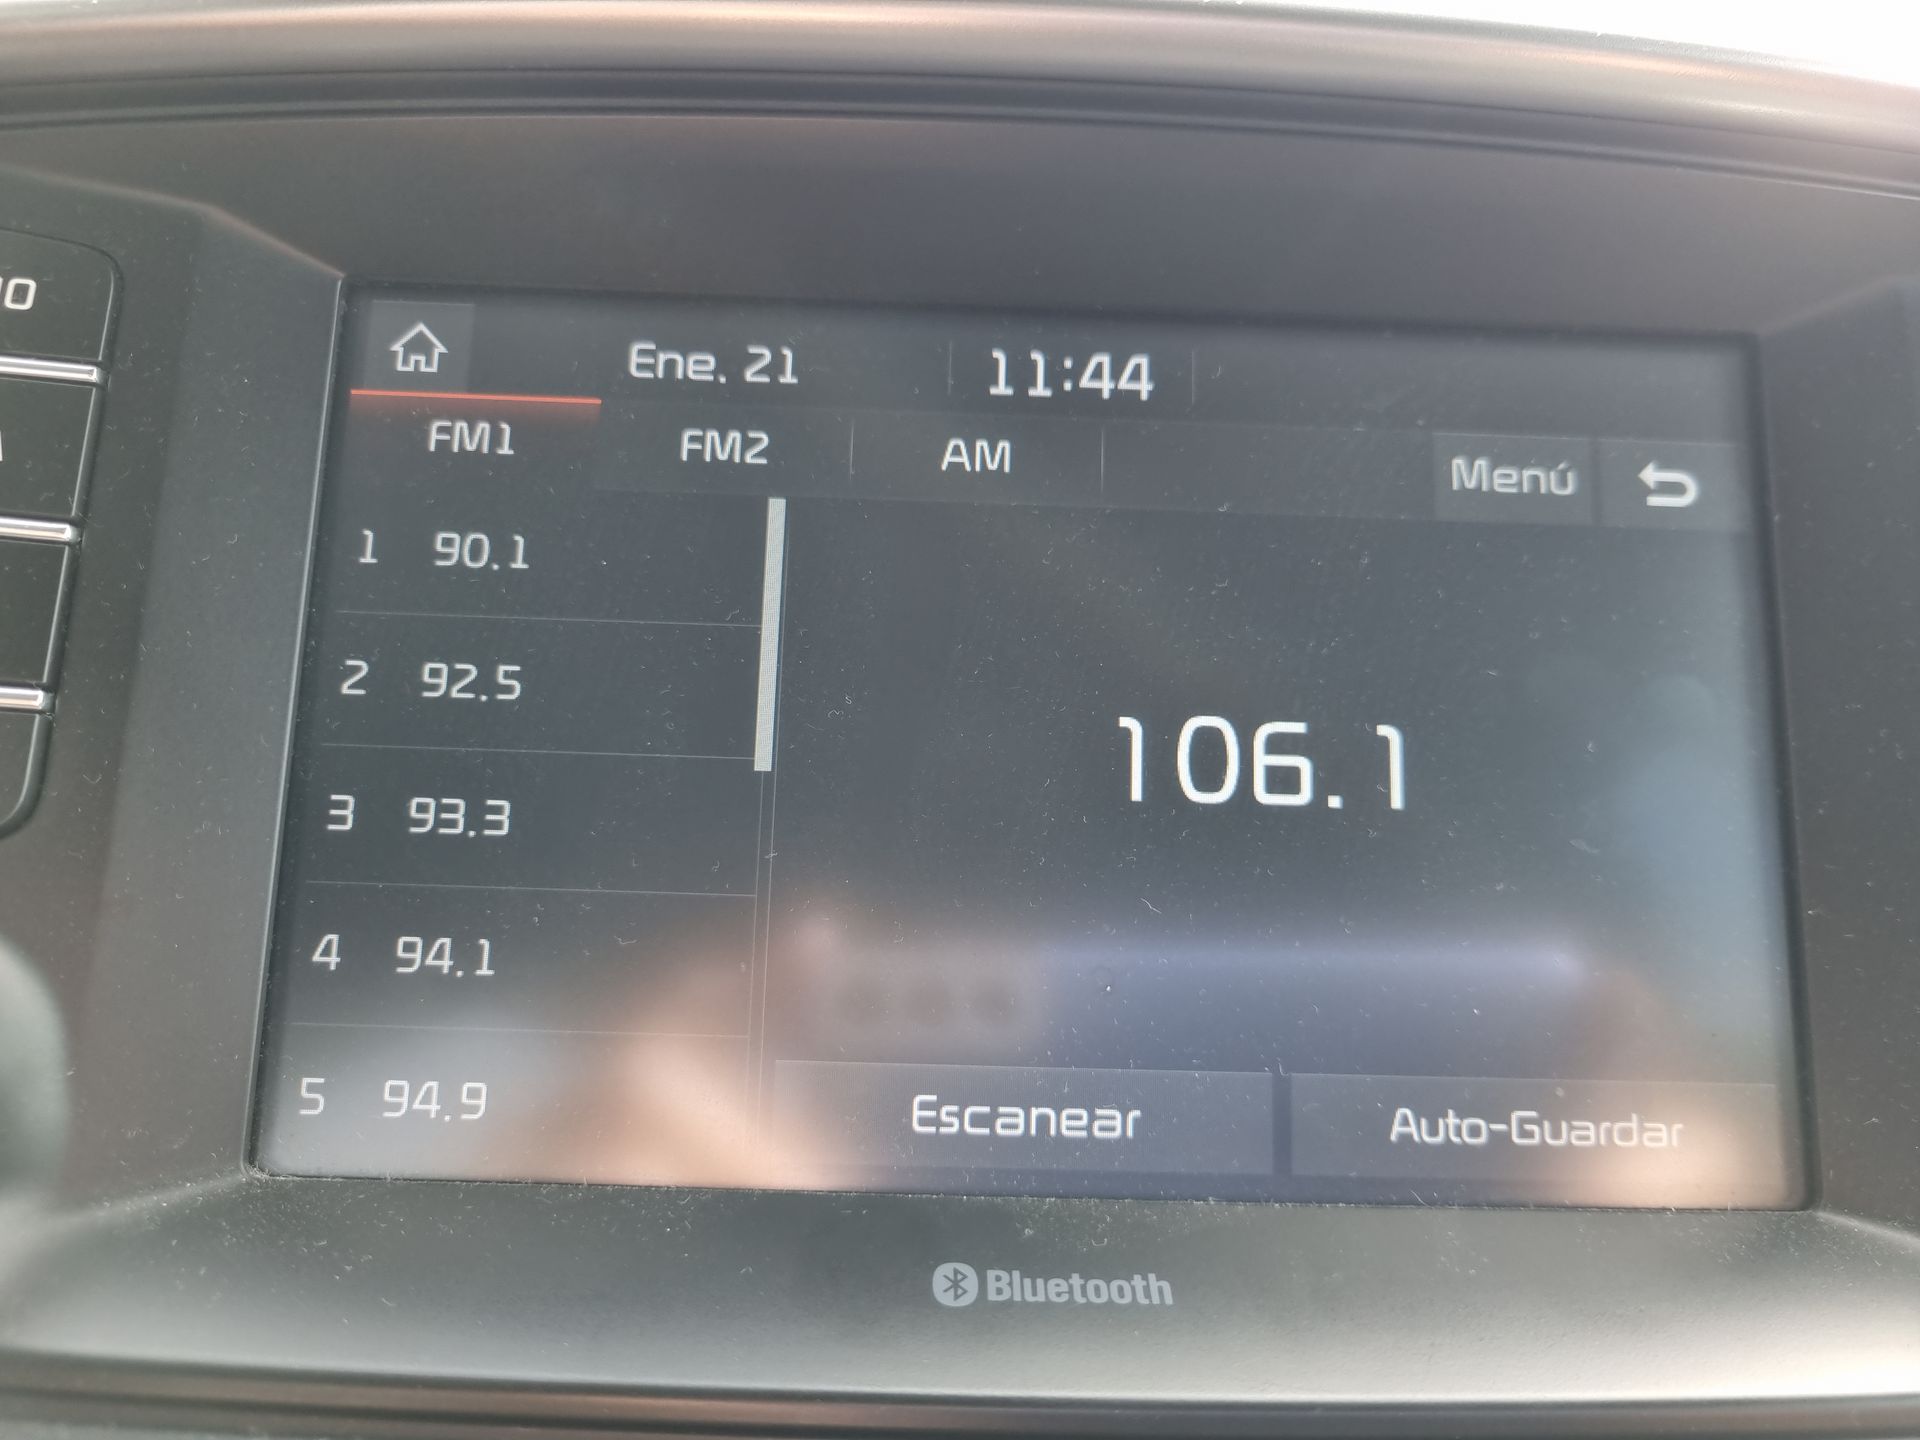 Ene. 21 11:44
FM1 FM2 AM Menú
1 90.1
2 92.5
3 93.3
4 94.1
5 94.9
106.1
Escanear Auto-Guardar
Bluetooth